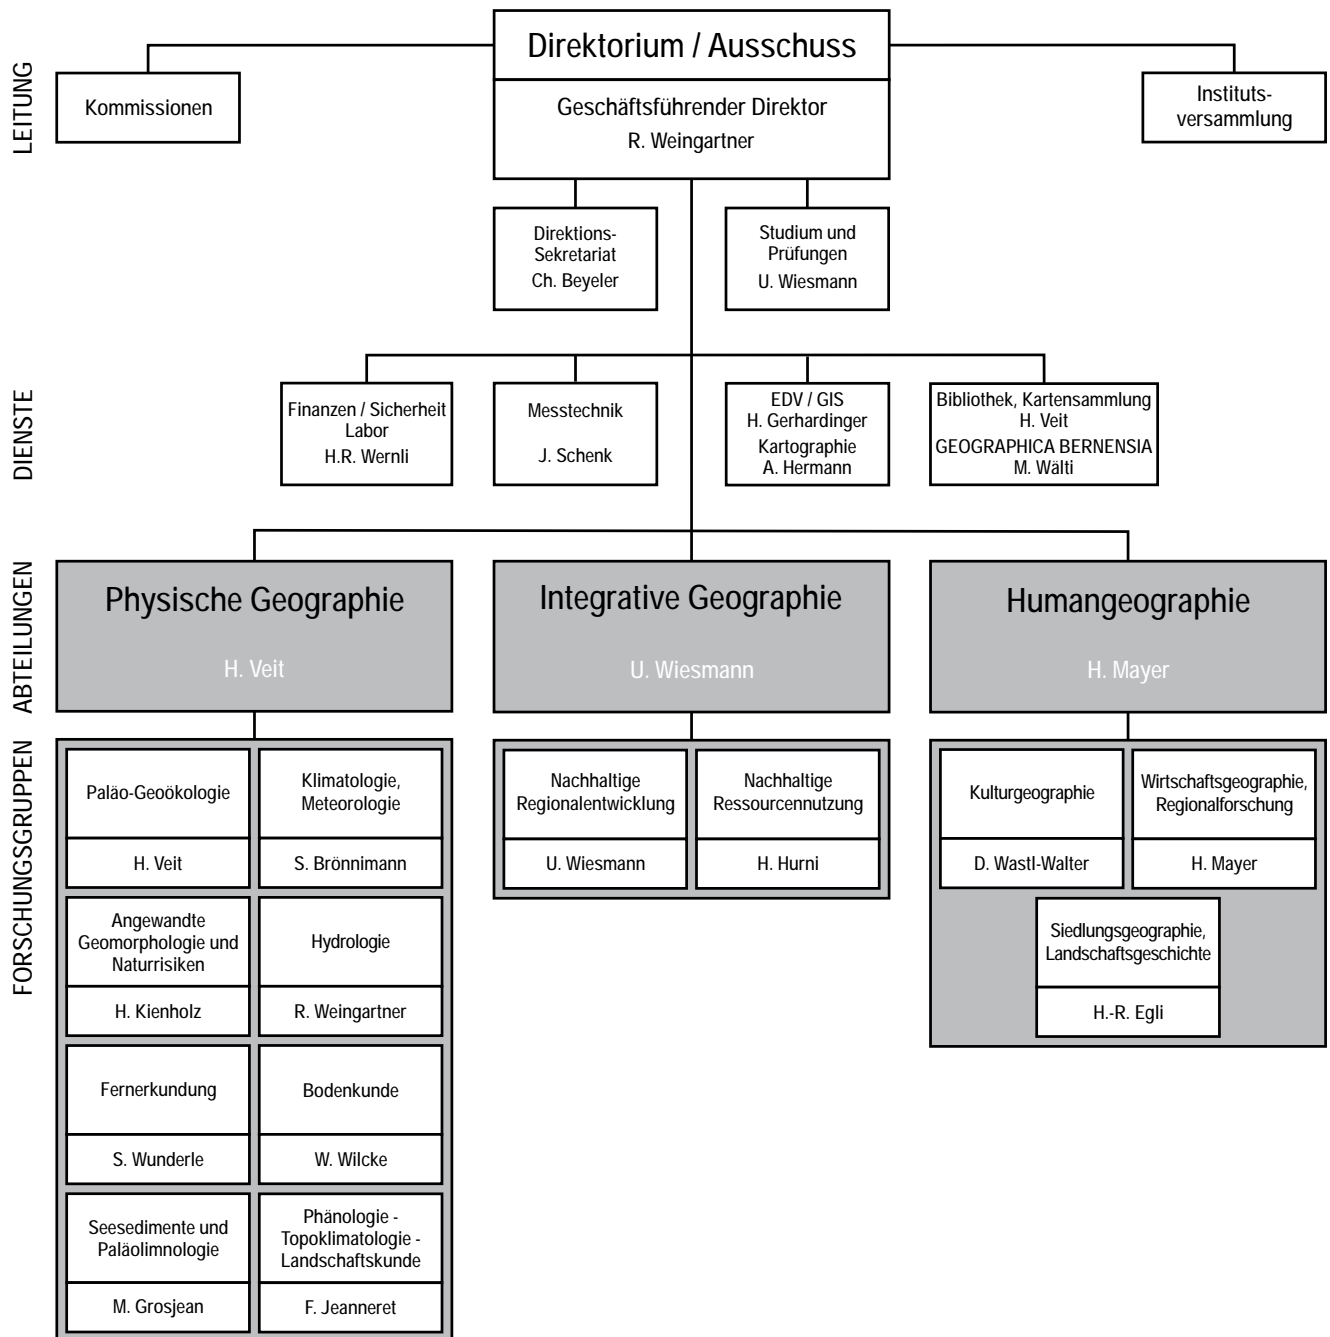 LEITUNG
Direktorium / Ausschuss
Kommissionen
Geschäftsführender Direktor
R. Weingartner
Instituts-
versammlung
Direktions-
Sekretariat
Ch. Beyeler
Studium und
Prüfungen
U. Wiesmann
DIENSTE
Finanzen / Sicherheit
Labor
H.R. Wernli
Messtechnik
J. Schenk
EDV / GIS
H. Gerhardinger
Kartographie
A. Hermann
Bibliothek, Kartensammlung
H. Veit
GEOGRAPHICA BERNENSIA
M. Wälti
ABTEILUNGEN
Physische Geographie
H. Veit
Integrative Geographie
U. Wiesmann
Humangeographie
H. Mayer
FORSCHUNGSGRUPPEN
Paläo-Geoökologie
H. Veit
Klimatologie,
Meteorologie
S. Brönnimann
Angewandte
Geomorphologie und
Naturrisiken
H. Kienholz
Hydrologie
R. Weingartner
Fernerkundung
S. Wunderle
Bodenkunde
W. Wilcke
Seesedimente und
Paläolimnologie
M. Grosjean
Phänologie -
Topoklimatologie -
Landschaftskunde
F. Jeanneret
Nachhaltige
Regionalentwicklung
U. Wiesmann
Nachhaltige
Ressourcennutzung
H. Hurni
Kulturgeographie
D. Wastl-Walter
Wirtschaftsgeographie,
Regionalforschung
H. Mayer
Siedlungsgeographie,
Landschaftsgeschichte
H.-R. Egli